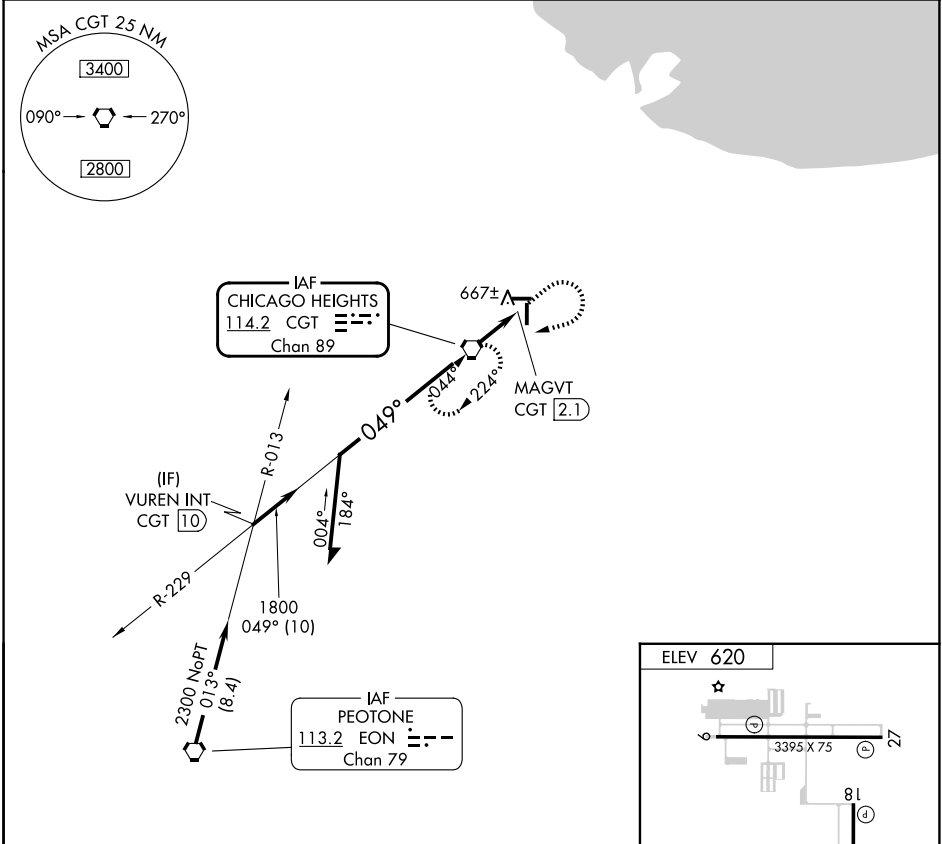 MSA CGT 25 NM
3400
090°
270°
2800
IAF
CHICAGO HEIGHTS
114.2 CGT
Chan 89
667±
MAGVT
CGT 2.1
044°
224°
049°
R-013
(IF)
VUREN INT
CGT 10
004°
184°
R-229
1800
049° (10)
2300 NoPT
013°
(8.4)
IAF
PEOTONE
113.2 EON
Chan 79
ELEV 620
P
9
3395 X 75
P
27
18
P